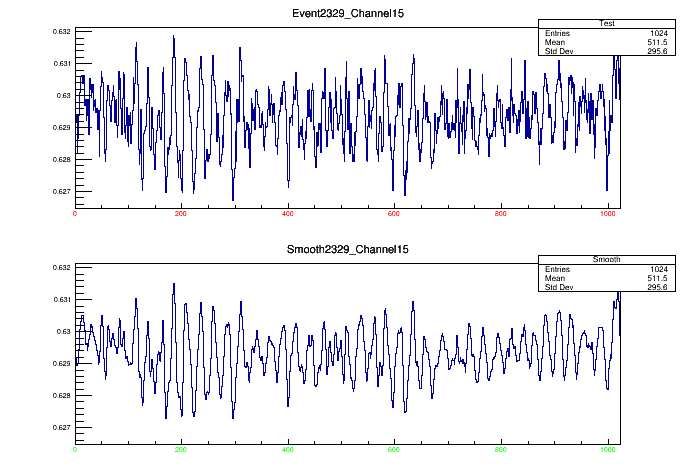 Event2329_Channel15
Test
Entries 1024
Mean 511.5
Std Dev 295.6
0.632
0.631
0.63
0.629
0.628
0.627
0 200 400 600 800 1000
Smooth2329_Channel15
Smooth
Entries 1024
Mean 511.5
Std Dev 295.6
0.632
0.631
0.63
0.629
0.628
0.627
0 200 400 600 800 1000